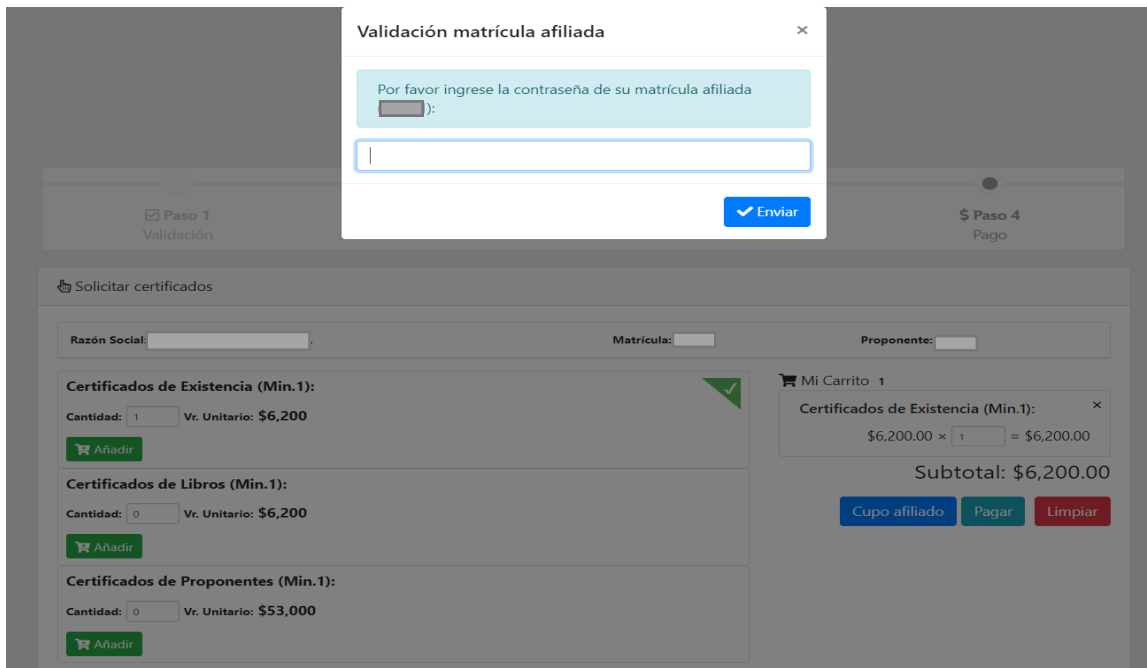 Validación matrícula afiliada ×
Por favor ingrese la contraseña de su matrícula afiliada
):
Enviar
Paso 1
Validación
$ Paso 4
Pago
Solicitar certificados
Razón Social: .
Matrícula:
Proponente:
Certificados de Existencia (Min.1):
Cantidad: 1 Vr. Unitario: $6,200
Añadir
Certificados de Libros (Min.1):
Cantidad: 0 Vr. Unitario: $6,200
Añadir
Certificados de Proponentes (Min.1):
Cantidad: 0 Vr. Unitario: $53,000
Añadir
Mi Carrito 1
Certificados de Existencia (Min.1): ×
$6,200.00 × 1 = $6,200.00
Subtotal: $6,200.00
Cupo afiliado Pagar Limpiar